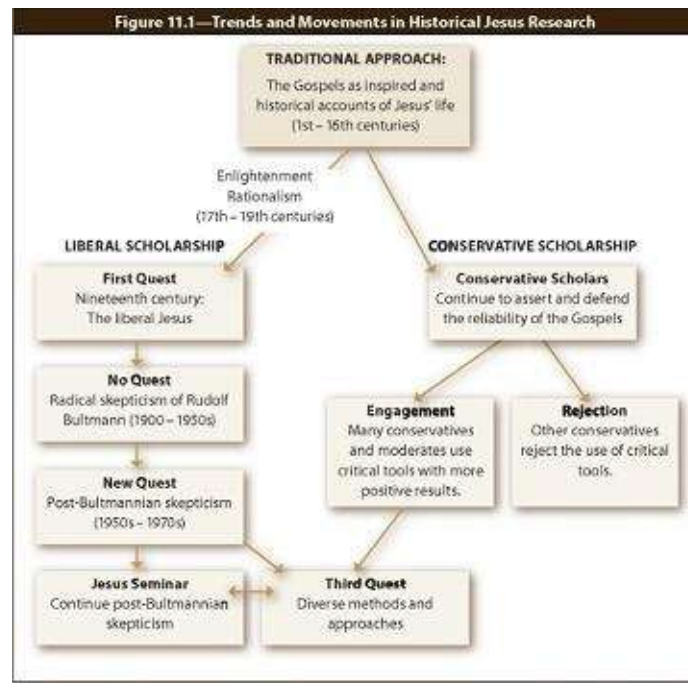 Figure 11.1—Trends and Movements in Historical Jesus Research
TRADITIONAL APPROACH:
The Gospels as inspired and
historical accounts of Jesus' life
(1st – 16th centuries)
Enlightenment
Rationalism
(17th – 19th centuries)
LIBERAL SCHOLARSHIP
CONSERVATIVE SCHOLARSHIP
First Quest
Nineteenth century:
The liberal Jesus
Conservative Scholars
Continue to assert and defend
the reliability of the Gospels
No Quest
Radical skepticism of Rudolf
Bultmann (1900 – 1950s)
Engagement
Many conservatives
and moderates use
critical tools with more
positive results.
Rejection
Other conservatives
reject the use of critical
tools.
New Quest
Post-Bultmannian skepticism
(1950s – 1970s)
Jesus Seminar
Continue post-Bultmannian
skepticism
Third Quest
Diverse methods and
approaches